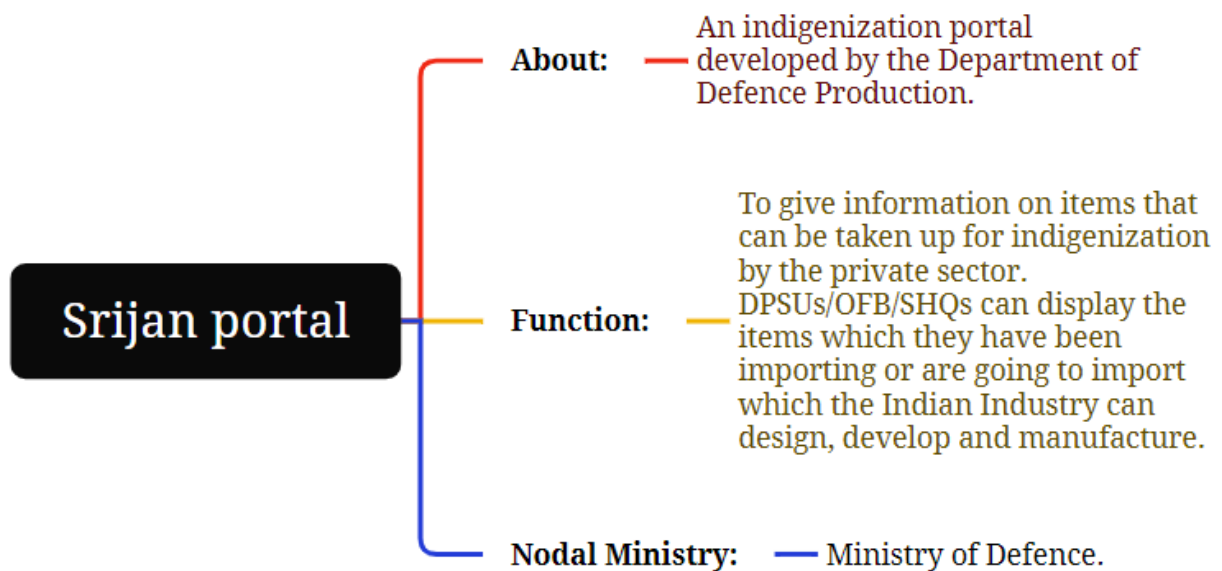 Srijan portal
About:
An indigenization portal
developed by the Department of
Defence Production.
Function:
To give information on items that
can be taken up for indigenization
by the private sector.
DPSUs/OFB/SHQs can display the
items which they have been
importing or are going to import
which the Indian Industry can
design, develop and manufacture.
Nodal Ministry:
Ministry of Defence.